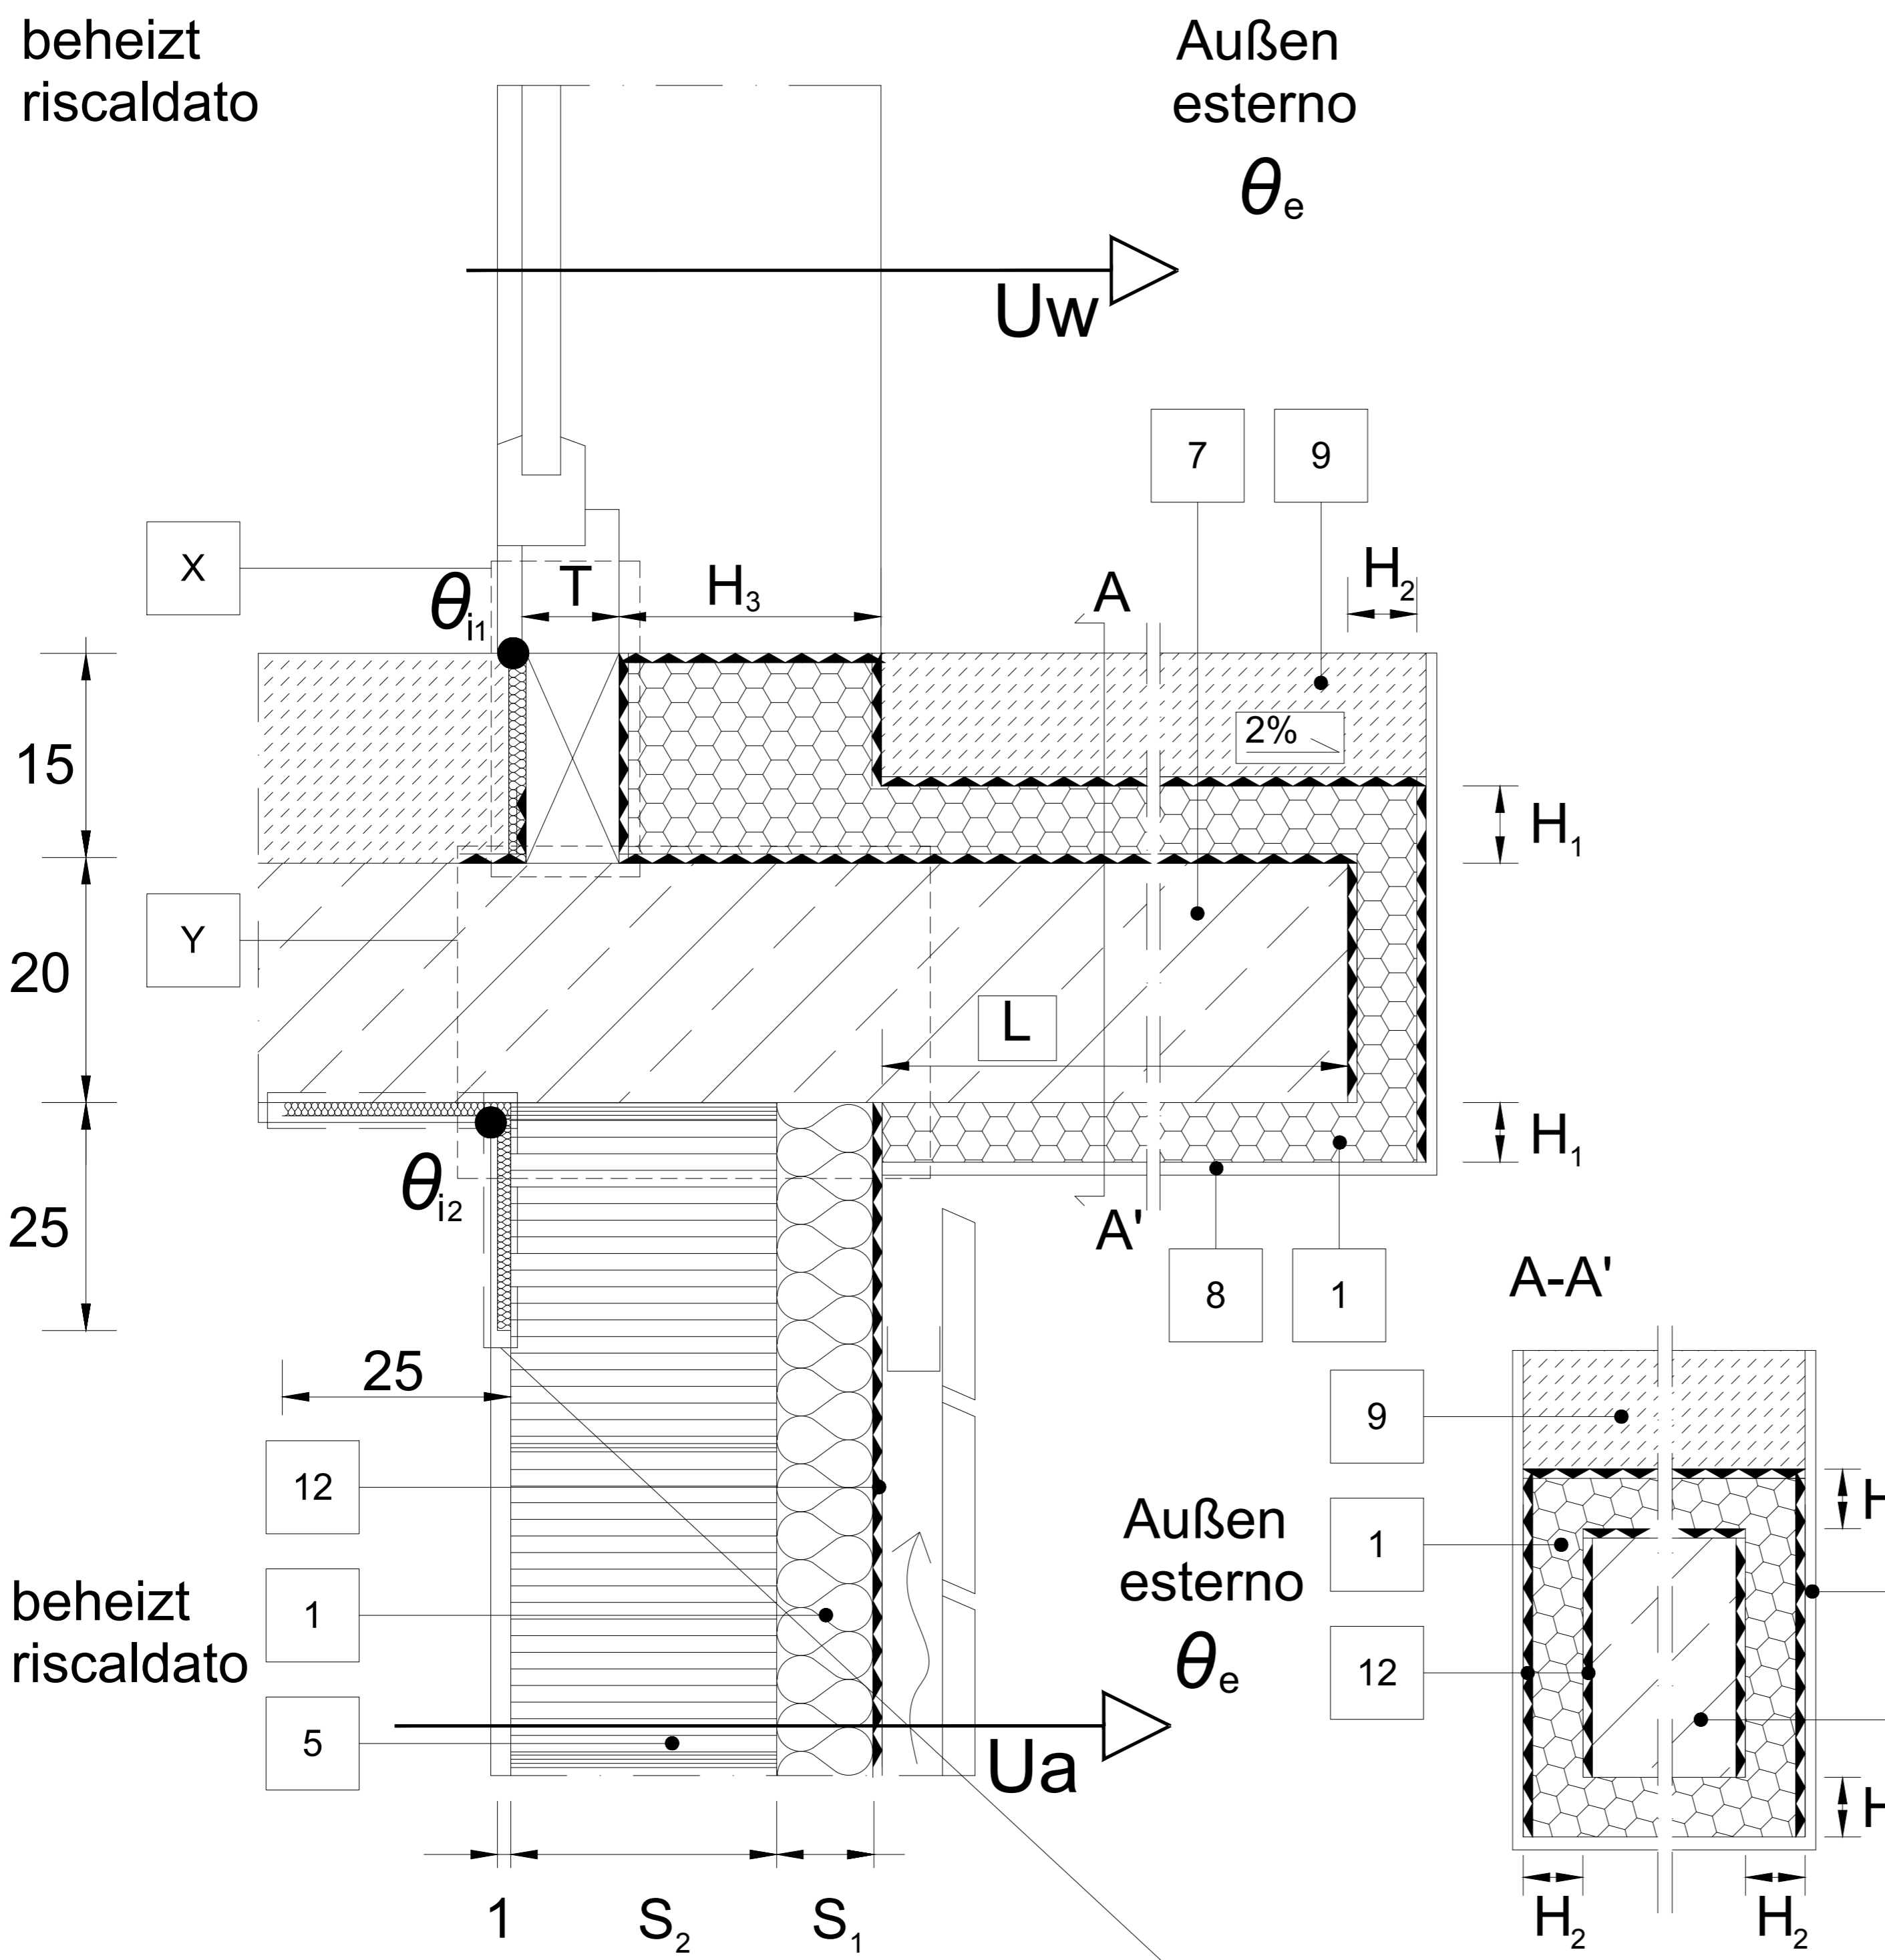 beheizt
riscaldato
Außen
esterno
θe
Uw
7
9
X
θi1
T
H3
A
H2
15
2%
H1
Y
20
L
H1
θi2
25
A'
8
1
A-A'
25
9
12
Außen
esterno
1
H
1
beheizt
riscaldato
θe
12
5
Ua
H
1
S2
S1
H2
H2